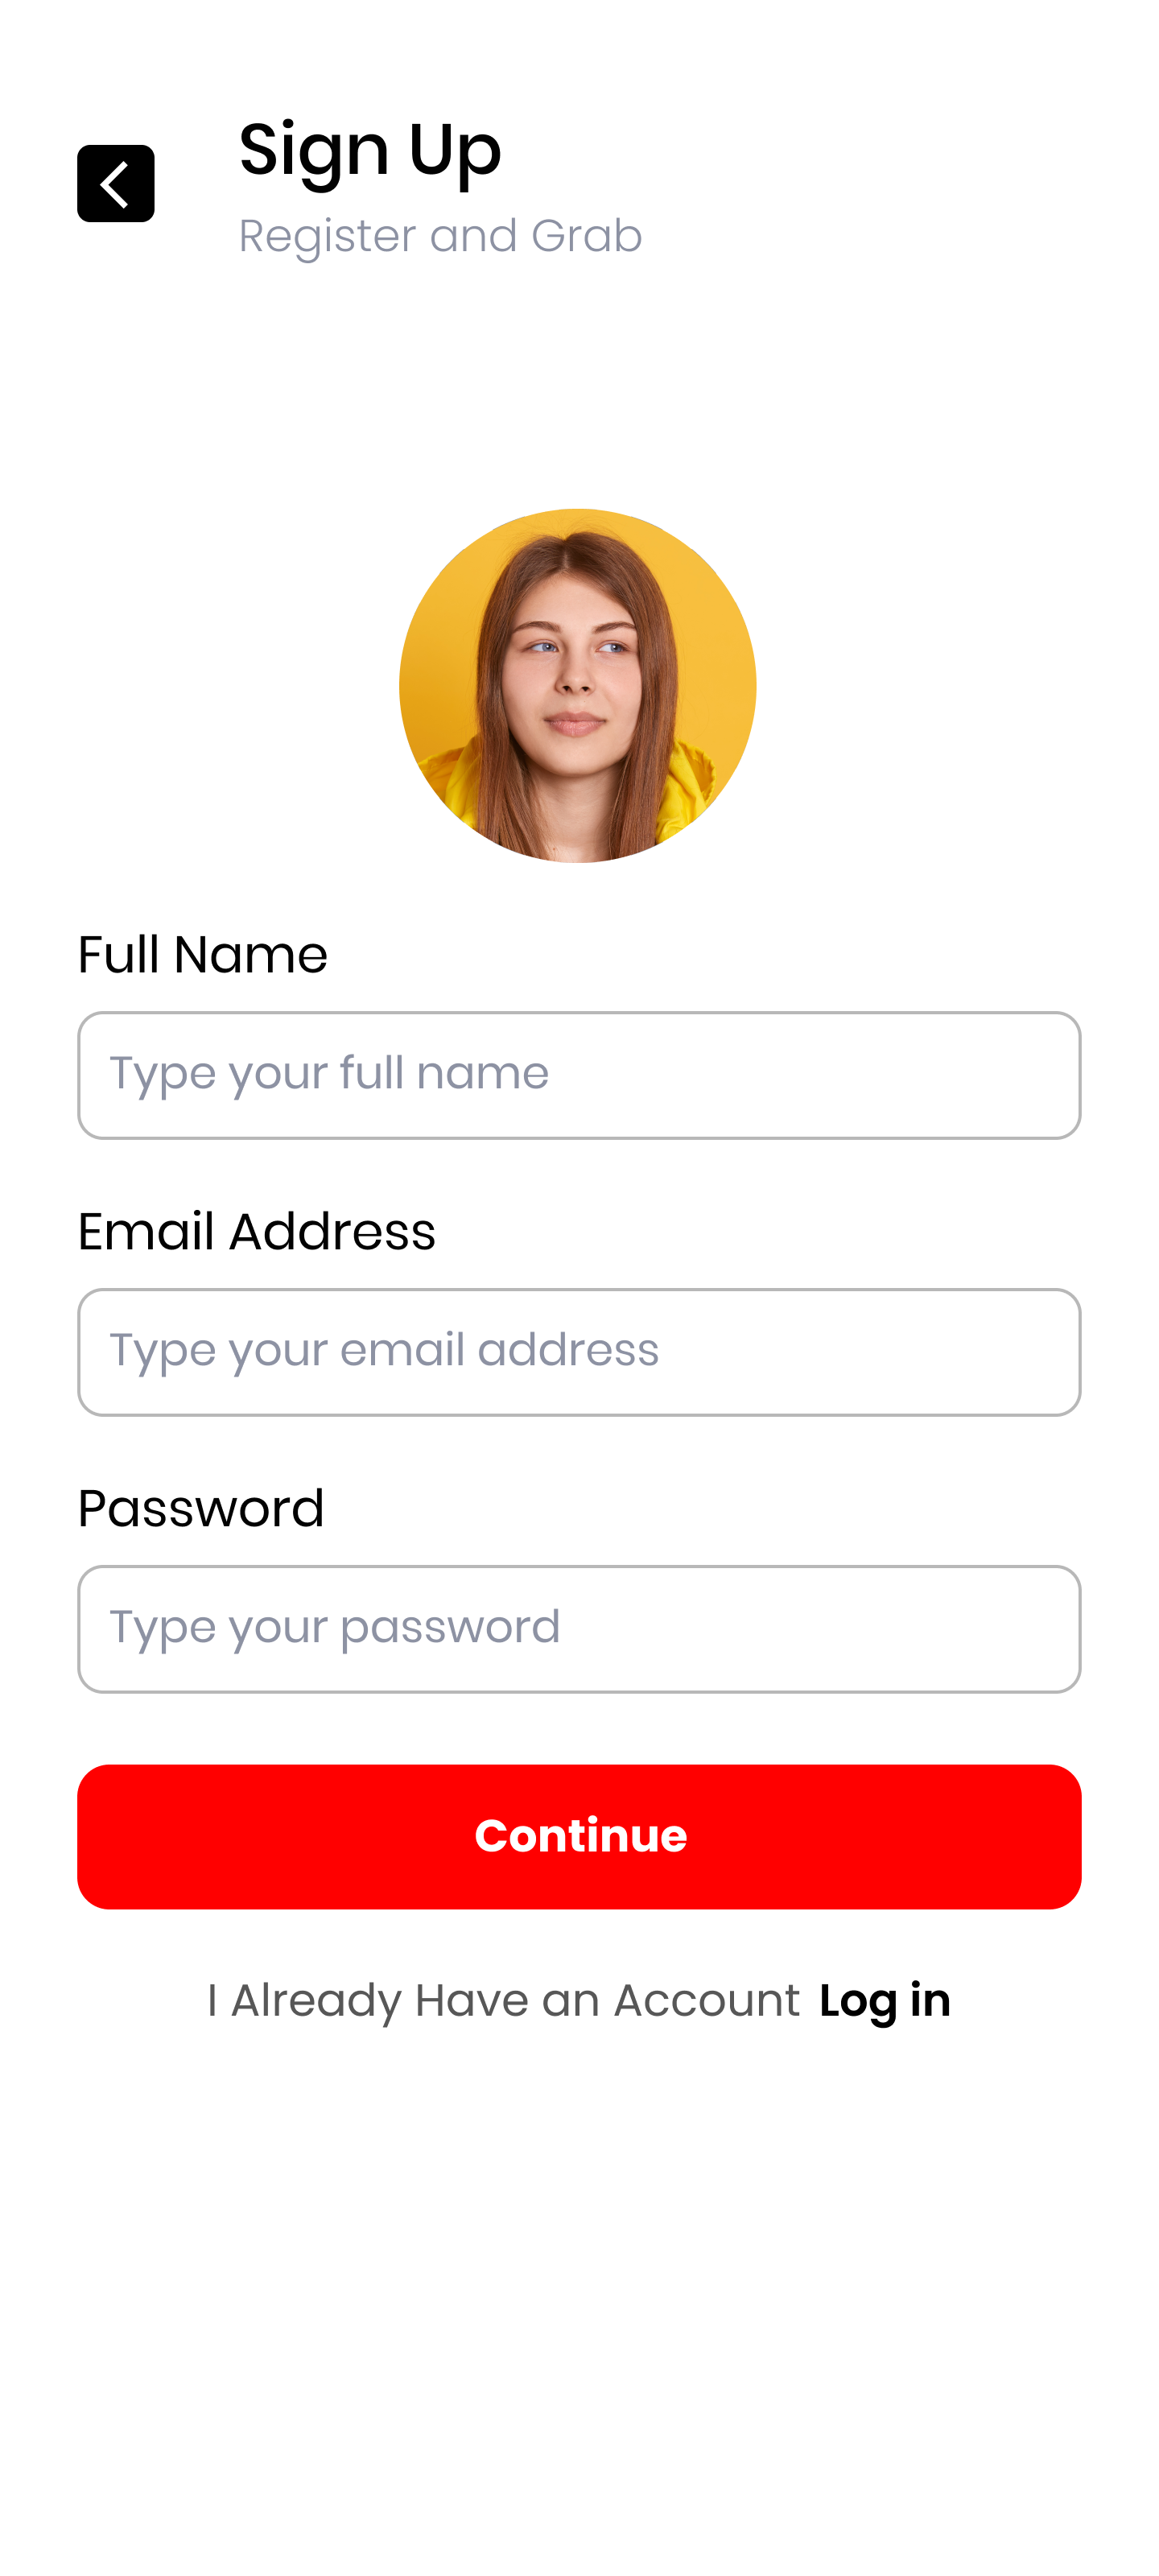 Sign Up
Register and Grab
Full Name
Type your full name
Email Address
Type your email address
Password
Type your password
Continue
I Already Have an Account Log in